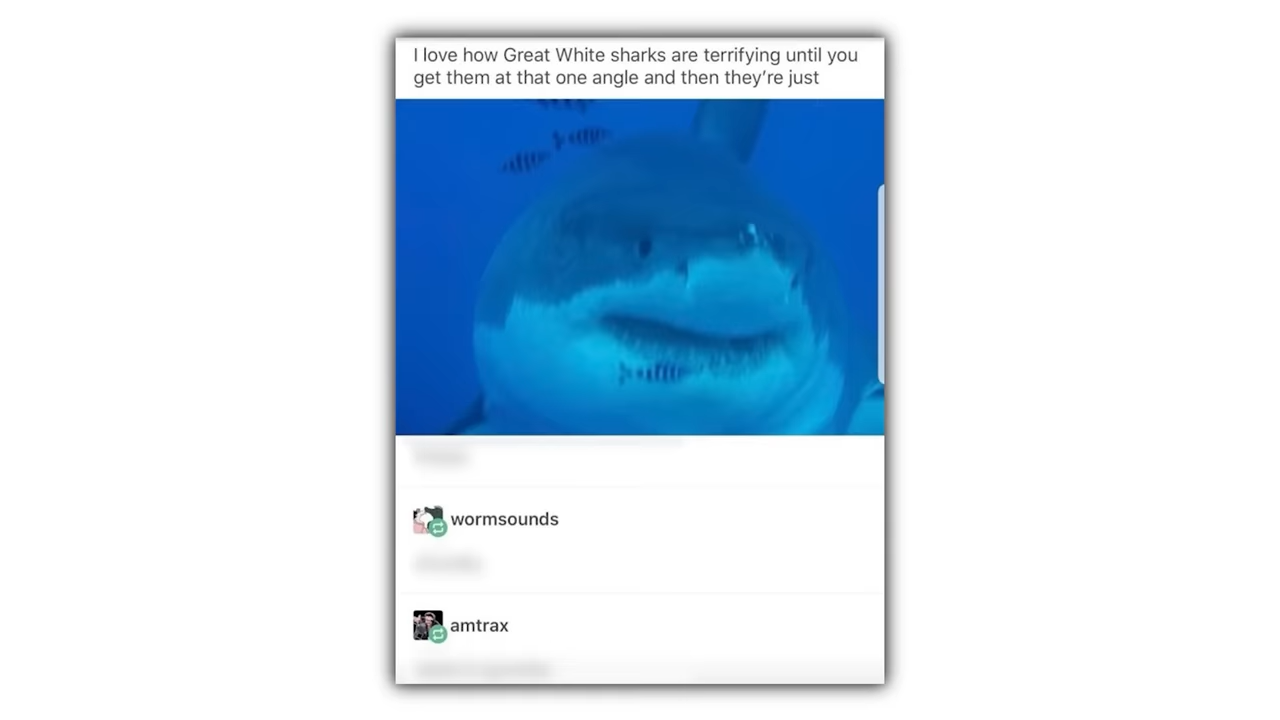 I love how Great White sharks are terrifying until you
get them at that one angle and then they’re just
wormsounds
amtrax